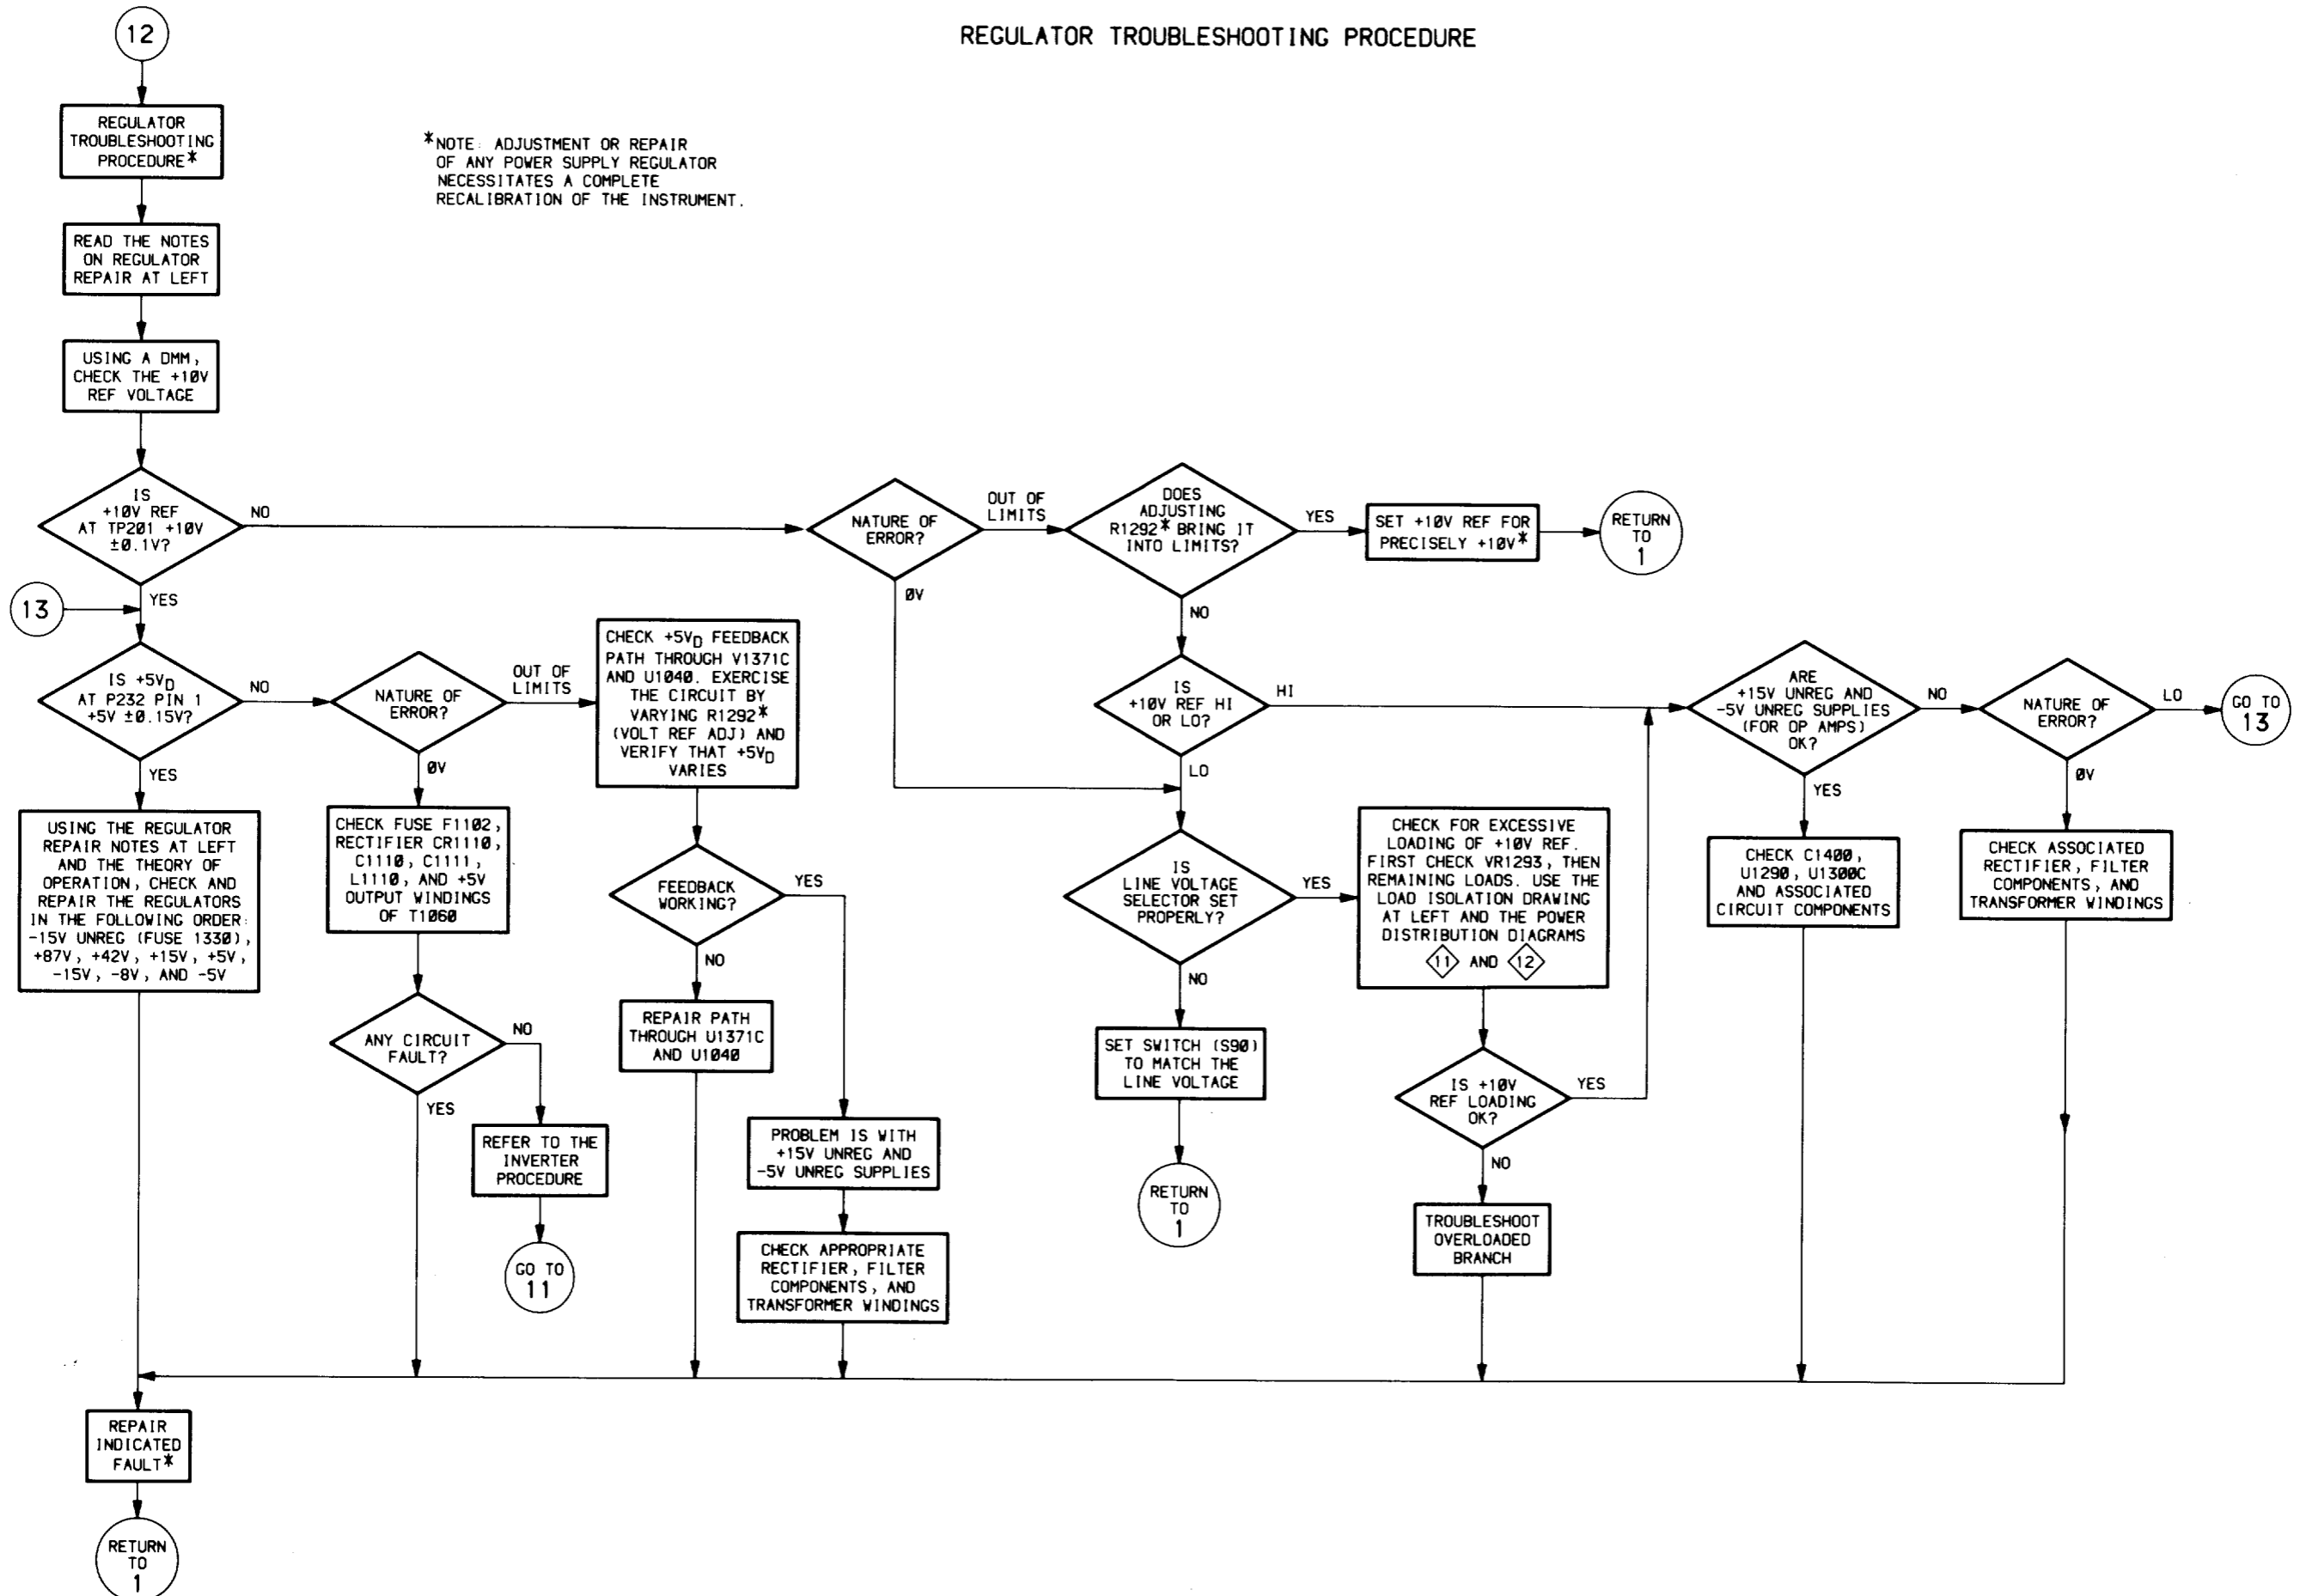 REGULATOR TROUBLESHOOTING PROCEDURE
12
REGULATOR
TROUBLESHOOTING
PROCEDURE*
*NOTE: ADJUSTMENT OR REPAIR
OF ANY POWER SUPPLY REGULATOR
NECESSITATES A COMPLETE
RECALIBRATION OF THE INSTRUMENT.
READ THE NOTES
ON REGULATOR
REPAIR AT LEFT
USING A DMM,
CHECK THE +10V
REF VOLTAGE
IS
+10V REF
AT TP201 +10V
±0.1V?
NO
YES
NATURE OF
ERROR?
OUT OF
LIMITS
0V
DOES
ADJUSTING
R1292* BRING IT
INTO LIMITS?
YES
NO
SET +10V REF FOR
PRECISELY +10V*
RETURN
TO
1
13
IS +5VD
AT P232 PIN 1
+5V ±0.15V?
NO
YES
NATURE OF
ERROR?
OUT OF
LIMITS
0V
CHECK +5VD FEEDBACK
PATH THROUGH V1371C
AND U1040. EXERCISE
THE CIRCUIT BY
VARYING R1292*
(VOLT REF ADJ) AND
VERIFY THAT +5VD
VARIES
IS
+10V REF HI
OR LO?
HI
LO
ARE
+15V UNREG AND
-5V UNREG SUPPLIES
(FOR OP AMPS)
OK?
NO
YES
NATURE OF
ERROR?
LO
0V
GO TO
13
USING THE REGULATOR
REPAIR NOTES AT LEFT
AND THE THEORY OF
OPERATION, CHECK AND
REPAIR THE REGULATORS
IN THE FOLLOWING ORDER:
-15V UNREG (FUSE 1330),
+87V, +42V, +15V, +5V,
-15V, -8V, AND -5V
CHECK FUSE F1102,
RECTIFIER CR1110,
C1110, C1111,
L1110, AND +5V
OUTPUT WINDINGS
OF T1060
FEEDBACK
WORKING?
YES
NO
IS
LINE VOLTAGE
SELECTOR SET
PROPERLY?
YES
NO
CHECK FOR EXCESSIVE
LOADING OF +10V REF.
FIRST CHECK VR1293, THEN
REMAINING LOADS. USE THE
LOAD ISOLATION DRAWING
AT LEFT AND THE POWER
DISTRIBUTION DIAGRAMS
11 AND 12
CHECK C1400,
U1290, U1300C
AND ASSOCIATED
CIRCUIT COMPONENTS
CHECK ASSOCIATED
RECTIFIER, FILTER
COMPONENTS, AND
TRANSFORMER WINDINGS
ANY CIRCUIT
FAULT?
NO
YES
REPAIR PATH
THROUGH U1371C
AND U1040
SET SWITCH (S90)
TO MATCH THE
LINE VOLTAGE
IS +10V
REF LOADING
OK?
YES
NO
REFER TO THE
INVERTER
PROCEDURE
GO TO
11
PROBLEM IS WITH
+15V UNREG AND
-5V UNREG SUPPLIES
CHECK APPROPRIATE
RECTIFIER, FILTER
COMPONENTS, AND
TRANSFORMER WINDINGS
RETURN
TO
1
TROUBLESHOOT
OVERLOADED
BRANCH
REPAIR
INDICATED
FAULT*
RETURN
TO
1